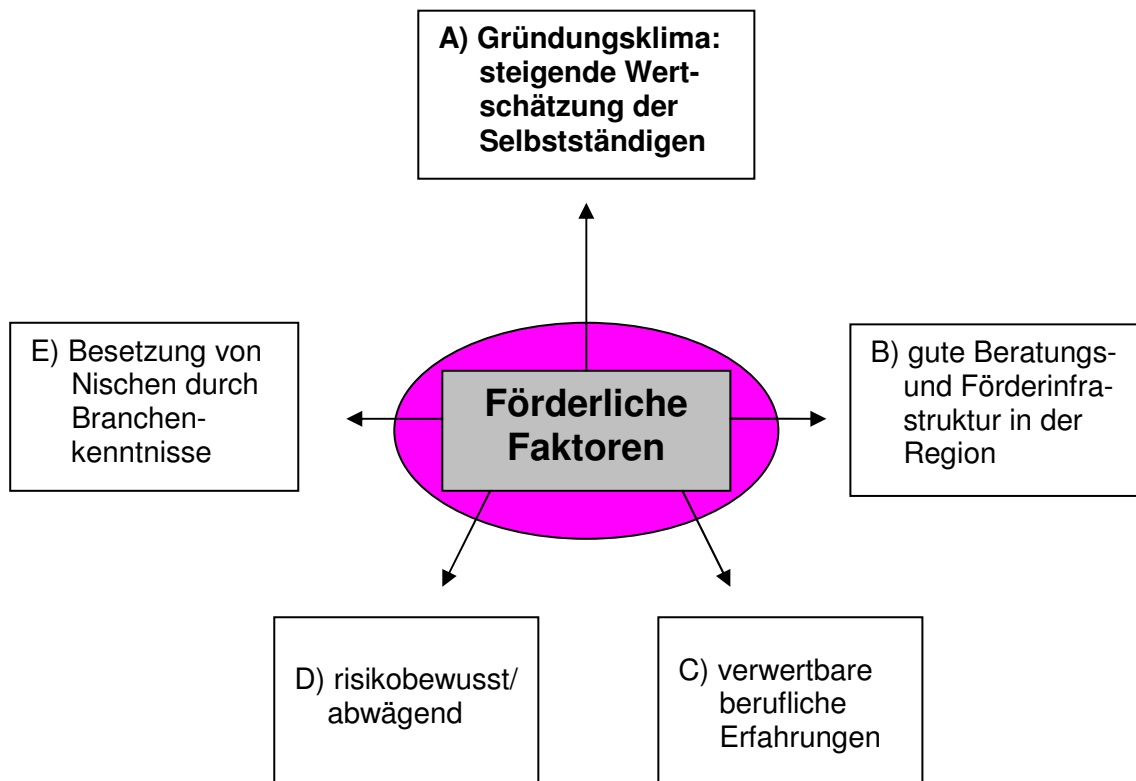 A) Gründungsklima:
steigende Wert-
schätzung der
Selbstständigen
E) Besetzung von
Nischen durch
Branchen-
kenntnisse
Förderliche
Faktoren
B) gute Beratungs-
und Förderinfra-
struktur in der
Region
D) risikobewusst/
abwägend
C) verwertbare
berufliche
Erfahrungen